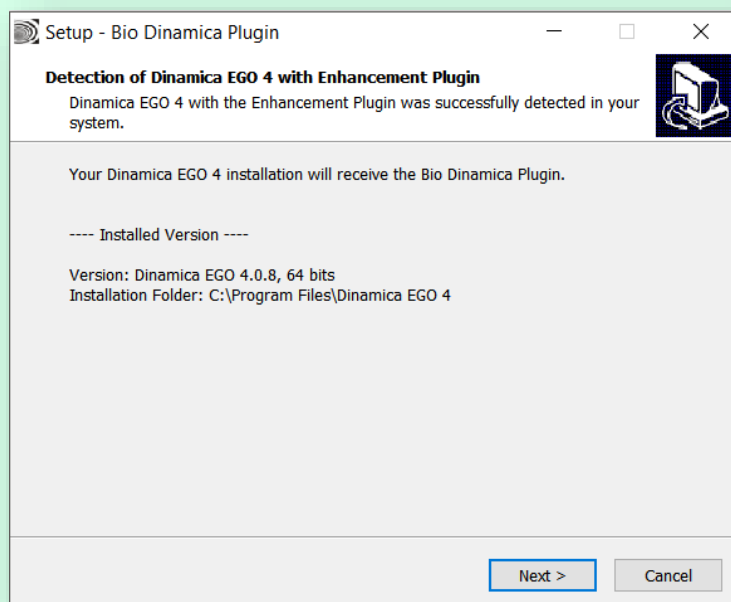 Setup - Bio Dinamica Plugin
Detection of Dinamica EGO 4 with Enhancement Plugin
Dinamica EGO 4 with the Enhancement Plugin was successfully detected in your
system.
Your Dinamica EGO 4 installation will receive the Bio Dinamica Plugin.
---- Installed Version ----
Version: Dinamica EGO 4.0.8, 64 bits
Installation Folder: C:\Program Files\Dinamica EGO 4
Next >
Cancel